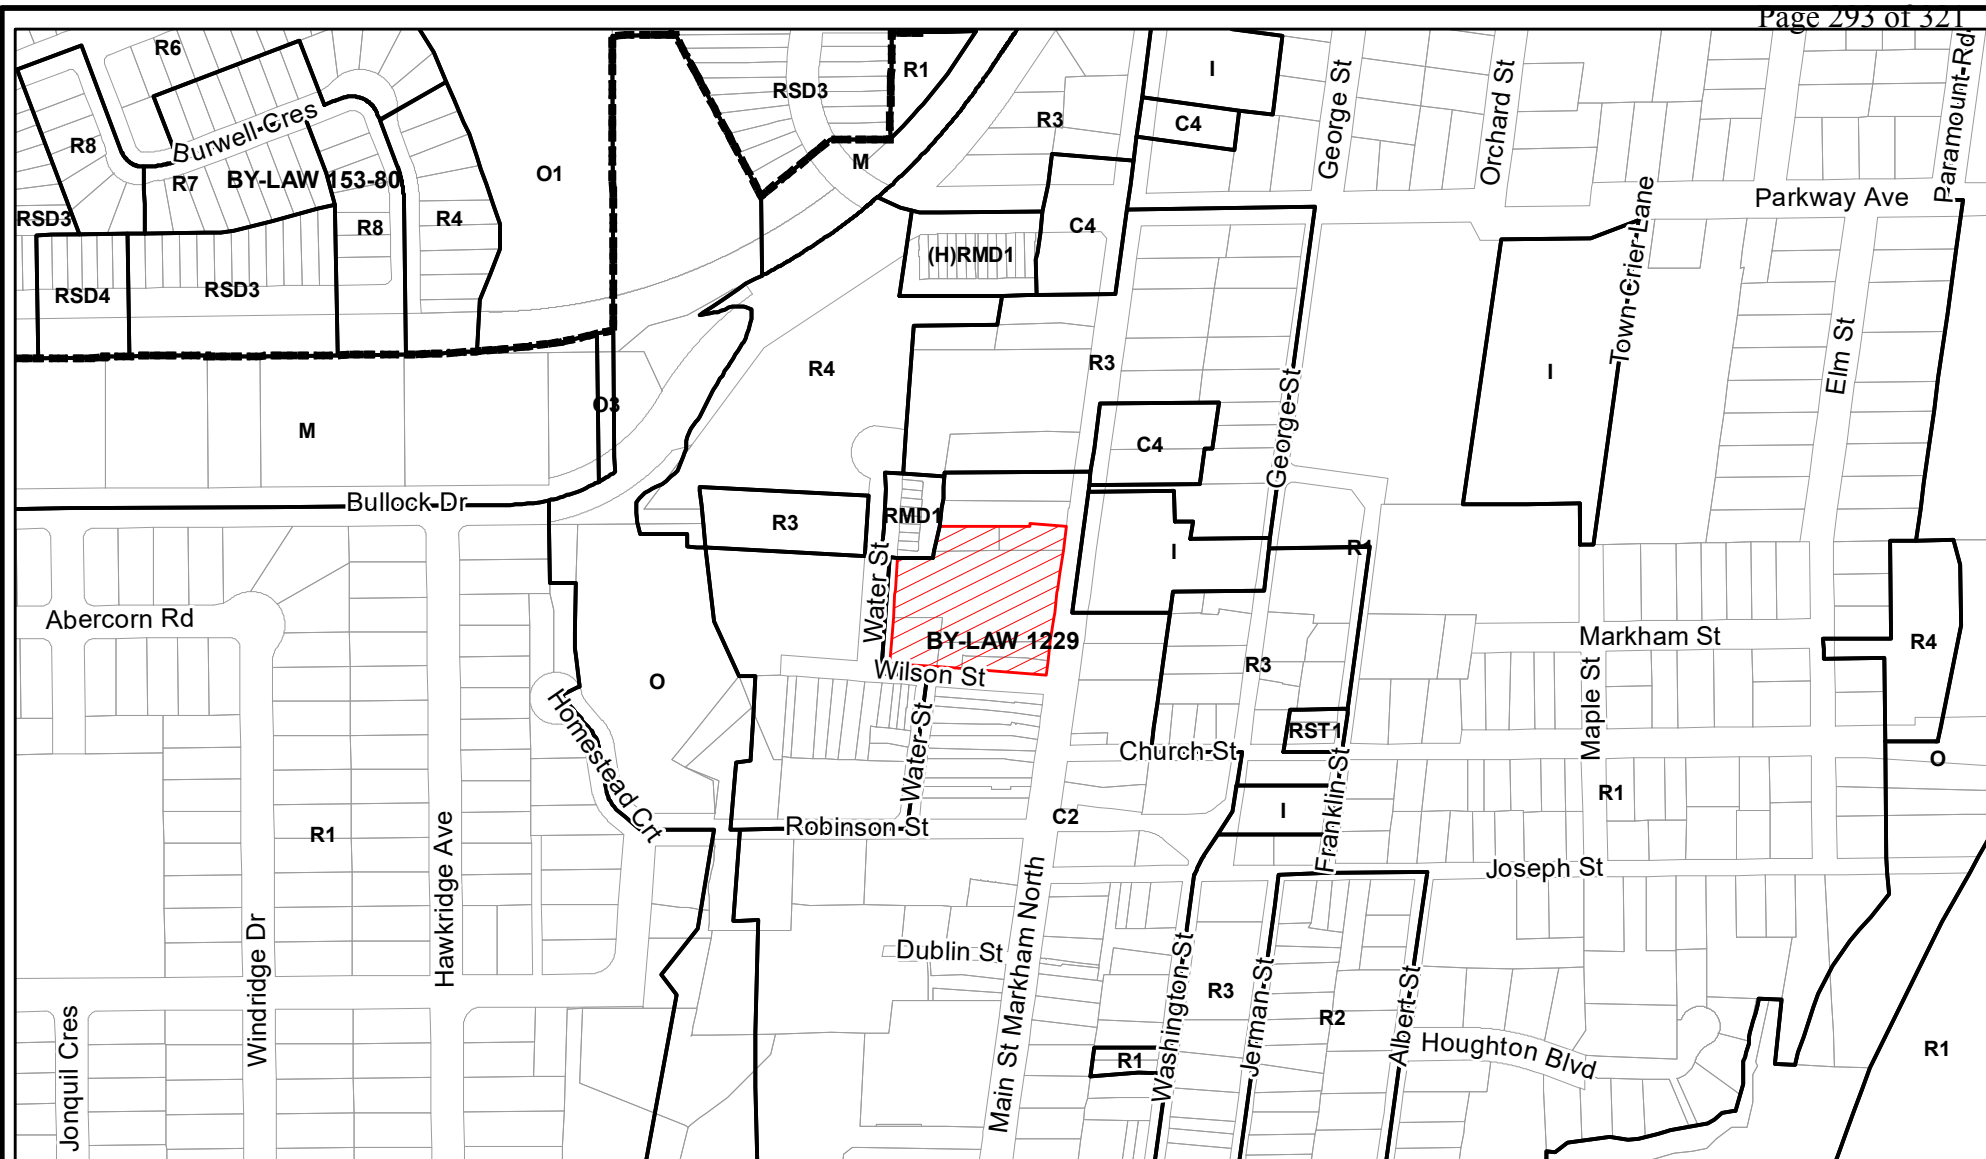 Page 293 of 321
R6
RSD3
R1
I
R3
C4
George St
Orchard St
Paramount Rd
R8
Burwell Cres
R7
BY-LAW 153-80
O1
M
Parkway Ave
RSD3
R8
R4
C4
(H)RMD1
Town Crier Lane
RSD4
RSD3
R4
R3
I
Elm St
George St
O3
M
C4
Bullock Dr
R3
RMD1
I
R1
Water St
Abercorn Rd
BY-LAW 1229
Markham St
R4
Wilson St
R3
Maple St
O
Homestead Crt
Water St
RST1
Church St
Franklin St
O
R1
Robinson St
C2
I
R1
Hawkridge Ave
Joseph St
Windridge Dr
Dublin St
Main St Markham North
Washington St
R3
Jerman St
R2
Albert St
Houghton Blvd
R1
R1
Jonquil Cres